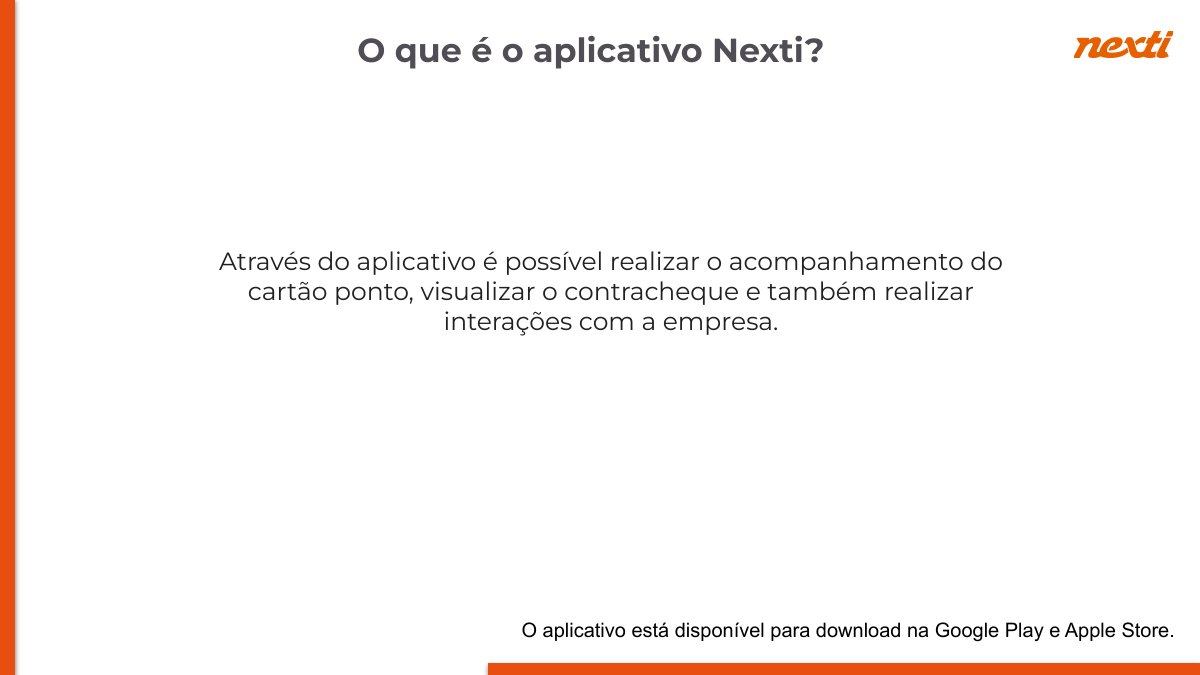 O que é o aplicativo Nexti?
nexti
Através do aplicativo é possível realizar o acompanhamento do
cartão ponto, visualizar o contracheque e também realizar
interações com a empresa.
O aplicativo está disponível para download na Google Play e Apple Store.